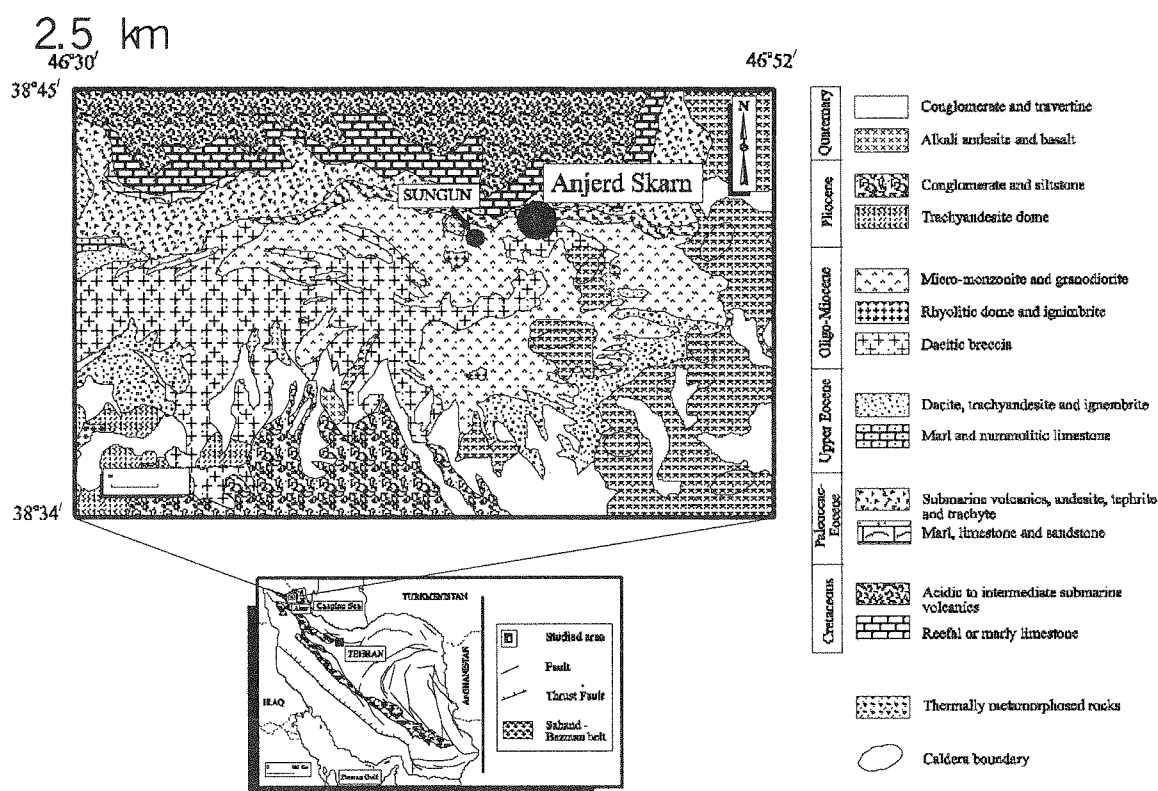 2.5 km
46°30' 46°52'
38°45'
N
SUNGUN
Anjerd Skarn
38°34'
Quaternary
Conglomerate and travertine
Alkali andesite and basalt
Pliocene
Conglomerate and siltstone
Trachyandesite dome
Oligo-Miocene
Micro-monzonite and granodiorite
Rhyolitic dome and ignimbrite
Dacitic breccia
Upper Eocene
Dacite, trachyandesite and ignembrite
Marl and nummolitic limestone
Paleocene-
Eocene
Submarine volcanics, andesite, tephrite
and trachyte
Marl, limestone and sandstone
Cretaceous
Acidic to intermediate submarine
volcanics
Reefal or marly limestone
Thermally metamorphosed rocks
Caldera boundary
Caspian Sea
TURKMENISTAN
TEHRAN
AFGHANISTAN
IRAQ
Persian Gulf
Studied area
Fault
Thrust Fault
Sahand -
Bazman belt